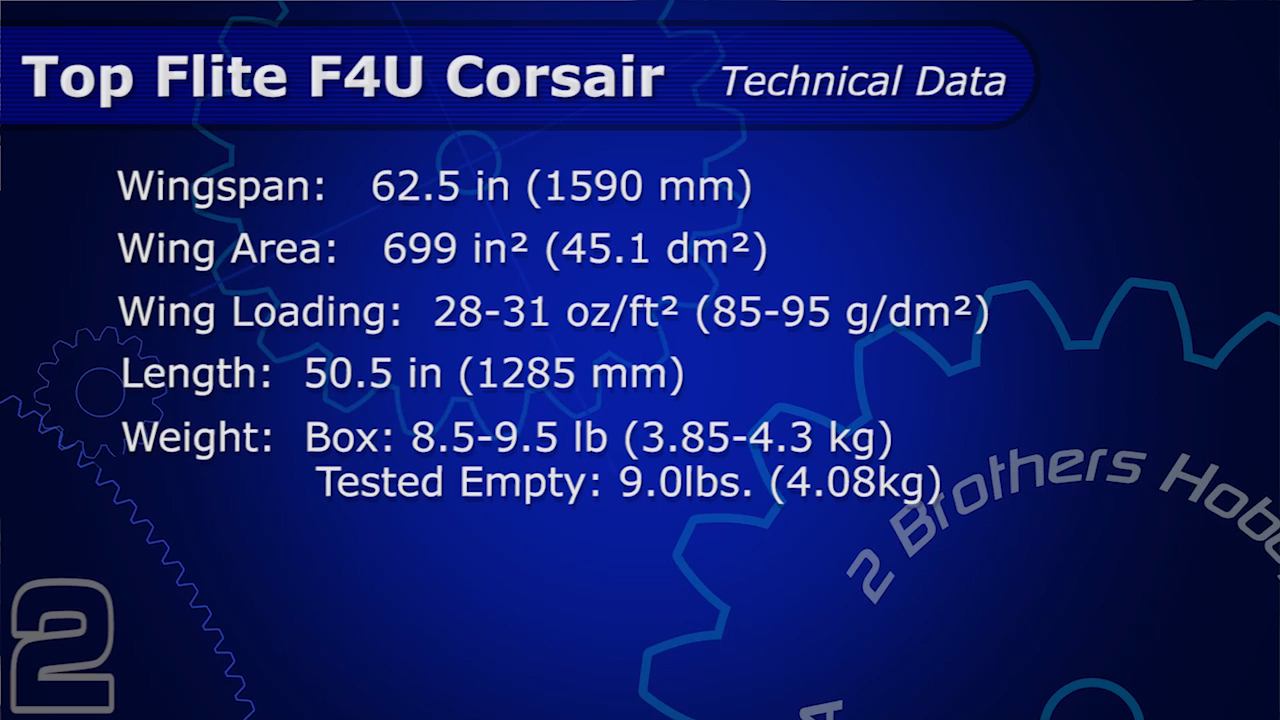 Top Flite F4U Corsair Technical Data
Wingspan: 62.5 in (1590 mm)
Wing Area: 699 in² (45.1 dm²)
Wing Loading: 28-31 oz/ft² (85-95 g/dm²)
Length: 50.5 in (1285 mm)
Weight: Box: 8.5-9.5 lb (3.85-4.3 kg)
Tested Empty: 9.0lbs. (4.08kg)
2 Brothers
2